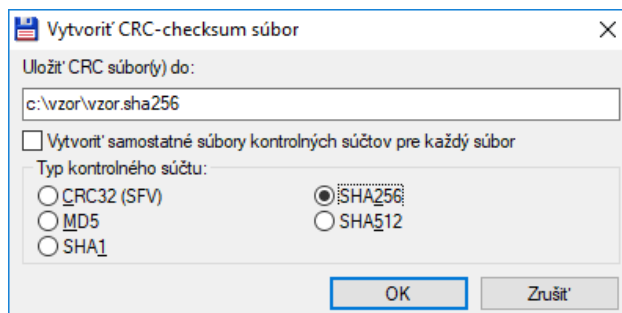 Vytvoriť CRC-checksum súbor
Uložiť CRC súbor(y) do:
c:\vzor\vzor.sha256
Vytvoriť samostatné súbory kontrolných súčtov pre každý súbor
Typ kontrolného súčtu:
CRC32 (SFV)
SHA256
MD5
SHA512
SHA1
OK
Zrušiť